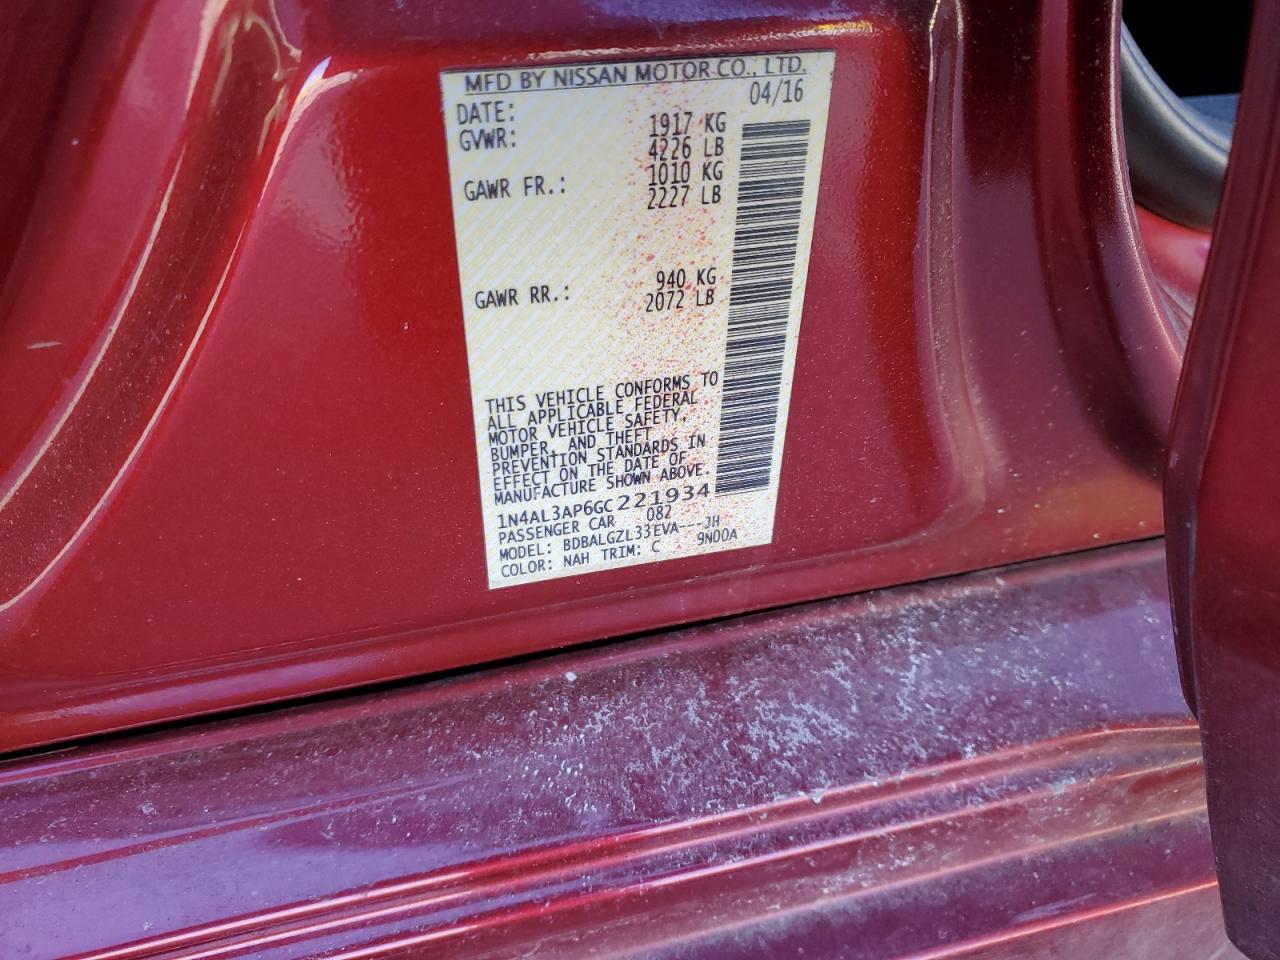 MFD BY NISSAN MOTOR CO., LTD.
DATE: 04/16
GVWR: 1917 KG
4226 LB
GAWR FR.: 1010 KG
2227 LB
GAWR RR.: 940 KG
2072 LB
THIS VEHICLE CONFORMS TO
ALL APPLICABLE FEDERAL
MOTOR VEHICLE SAFETY,
BUMPER, AND THEFT
PREVENTION STANDARDS IN
EFFECT ON THE DATE OF
MANUFACTURE SHOWN ABOVE.
1N4AL3AP6GC221934
PASSENGER CAR 082
MODEL: BDBALGZL33EVA---JH
COLOR: NAH TRIM: C 9N00A